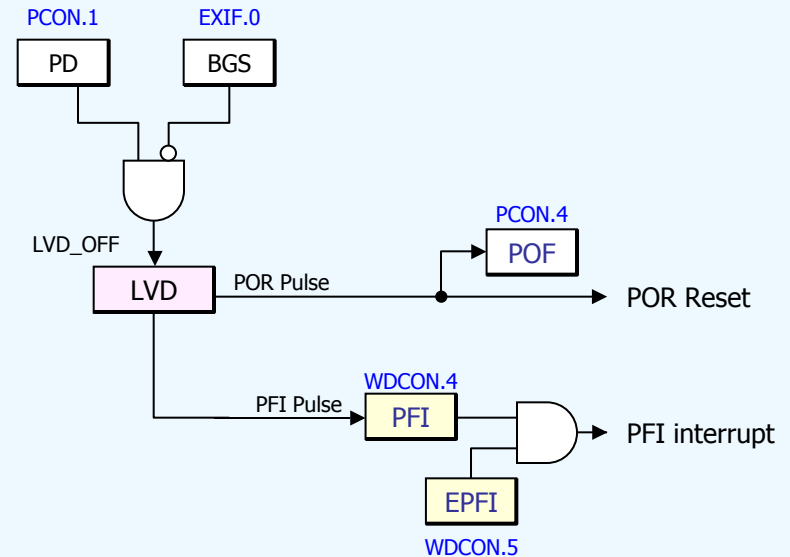 PCON.1
EXIF.0
PD
BGS
LVD_OFF
PCON.4
POF
LVD
POR Pulse
POR Reset
WDCON.4
PFI Pulse
PFI
PFI interrupt
EPFI
WDCON.5